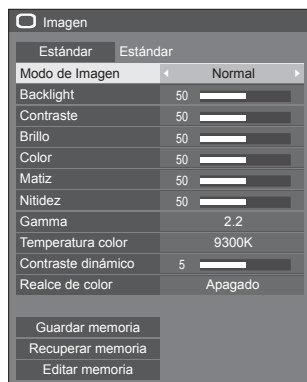 Imagen
Estándar Estándar
Modo de Imagen Normal
Backlight 50
Contraste 50
Brillo 50
Color 50
Matiz 50
Nitidez 50
Gamma 2.2
Temperatura color 9300K
Contraste dinámico 5
Realce de color Apagado
Guardar memoria
Recuperar memoria
Editar memoria